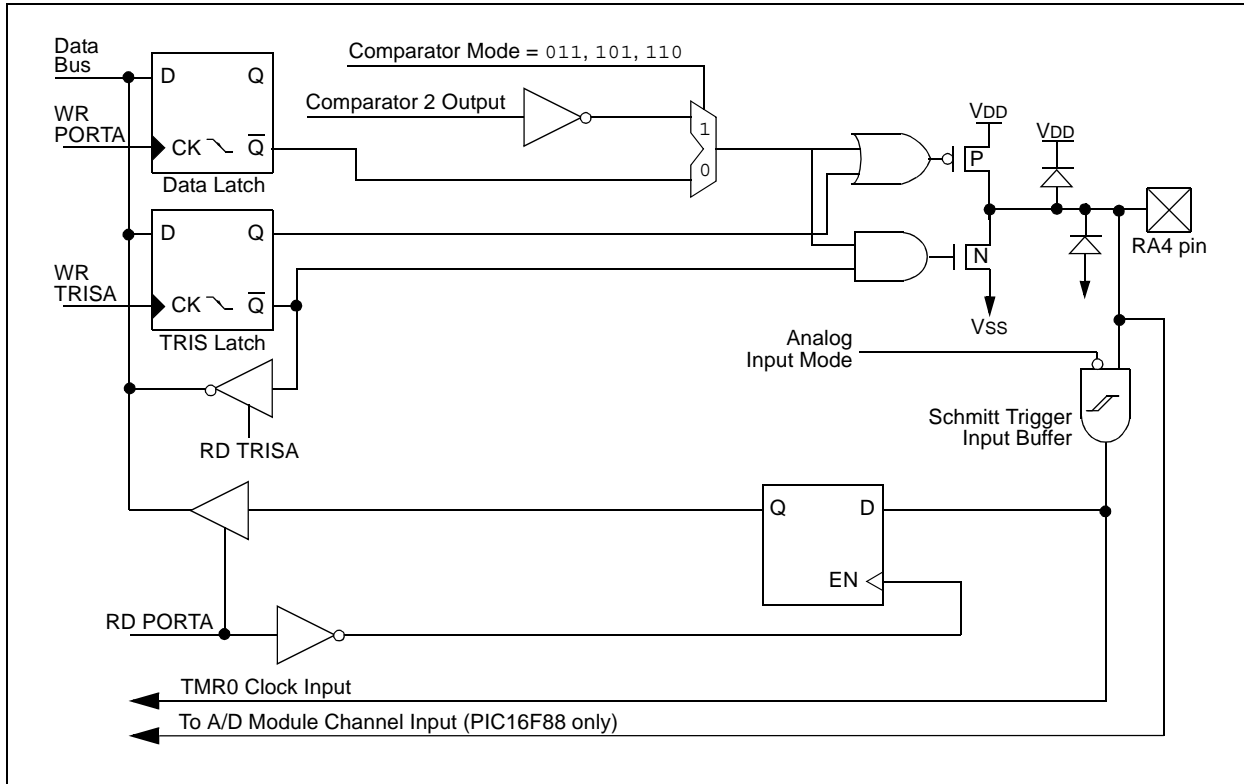 Data
Bus
D Q
WR
PORTA
CK Q
Data Latch
Comparator Mode = 011, 101, 110
Comparator 2 Output
1
0
VDD
P
VDD
N
VSS
RA4 pin
D Q
WR
TRISA
CK Q
TRIS Latch
RD TRISA
Analog
Input Mode
Schmitt Trigger
Input Buffer
Q D
EN
RD PORTA
TMR0 Clock Input
To A/D Module Channel Input (PIC16F88 only)